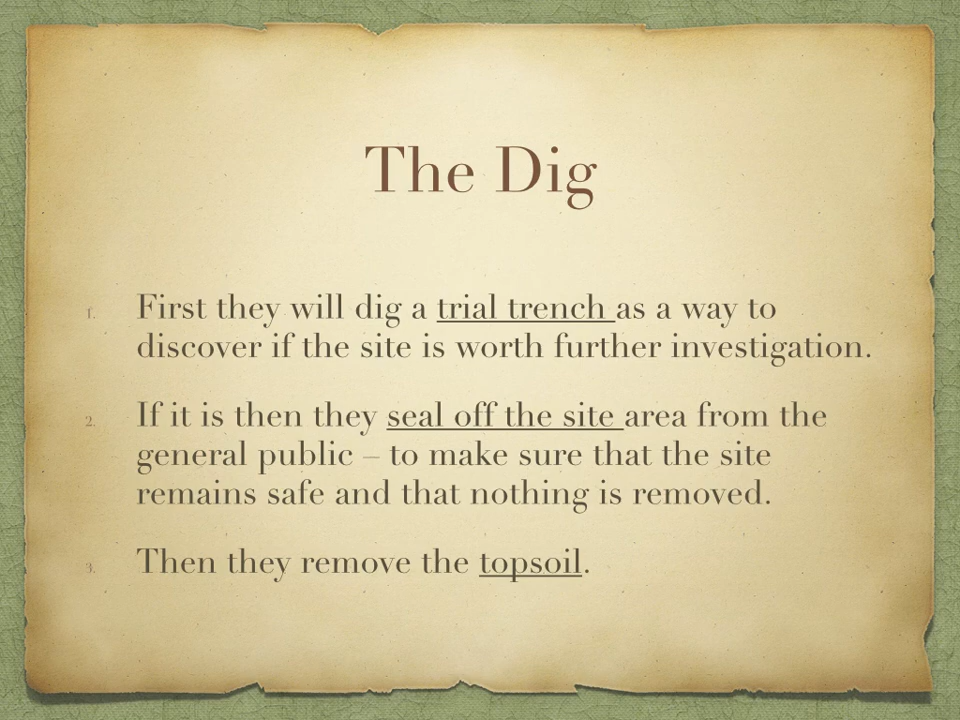 The Dig
1. First they will dig a trial trench as a way to
discover if the site is worth further investigation.
2. If it is then they seal off the site area from the
general public – to make sure that the site
remains safe and that nothing is removed.
3. Then they remove the topsoil.